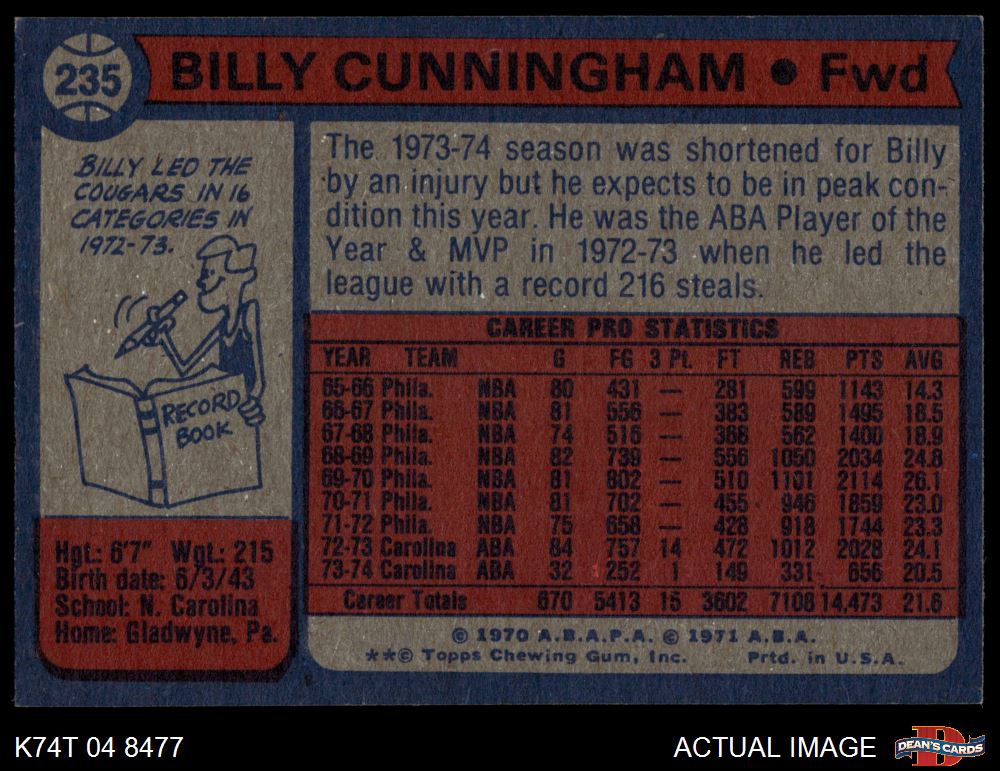 235
BILLY CUNNINGHAM • Fwd
BILLY LED THE
COUGARS IN 16
CATEGORIES IN
1972-73.
RECORD
BOOK
The 1973-74 season was shortened for Billy
by an injury but he expects to be in peak con-
dition this year. He was the ABA Player of the
Year & MVP in 1972-73 when he led the
league with a record 216 steals.
CAREER PRO STATISTICS
YEAR TEAM G FG 3 Pt. FT REB PTS AVG
65-66 Phila. NBA 80 431 — 281 599 1143 14.3
66-67 Phila. NBA 81 556 — 383 589 1495 18.5
67-68 Phila. NBA 74 516 — 368 562 1400 18.9
68-69 Phila. NBA 82 739 — 556 1050 2034 24.8
69-70 Phila. NBA 81 802 — 510 1101 2114 26.1
70-71 Phila. NBA 81 702 — 455 946 1859 23.0
71-72 Phila. NBA 75 658 — 428 918 1744 23.3
72-73 Carolina ABA 84 757 14 472 1012 2028 24.1
73-74 Carolina ABA 32 252 1 149 331 656 20.5
Career Totals 670 5413 15 3602 7108 14,473 21.6
Hgt.: 6'7" Wgt.: 215
Birth date: 6/3/43
School: N. Carolina
Home: Gladwyne, Pa.
© 1970 A.B.A.P.A. © 1971 A.B.A.
**© Topps Chewing Gum, Inc. Prtd. in U.S.A.
K74T 04 8477
ACTUAL IMAGE
D
DEAN'S CARDS